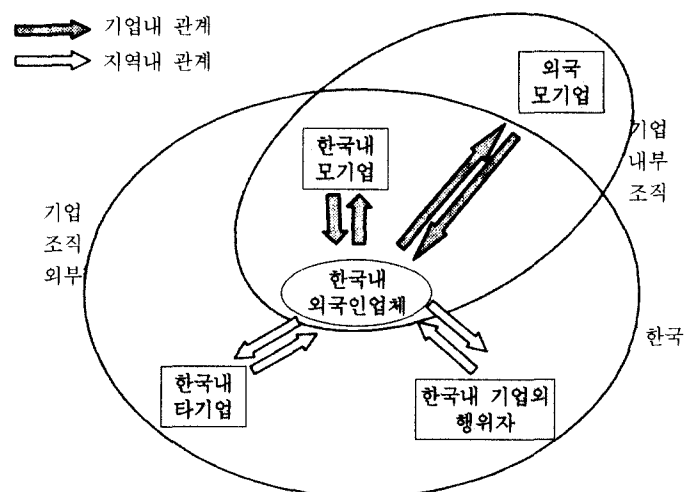 기업내 관계
지역내 관계
외국
모기업
한국내
모기업
기업
내부
조직
기업
조직
외부
한국내
외국인업체
한국
한국내
타기업
한국내 기업외
행위자